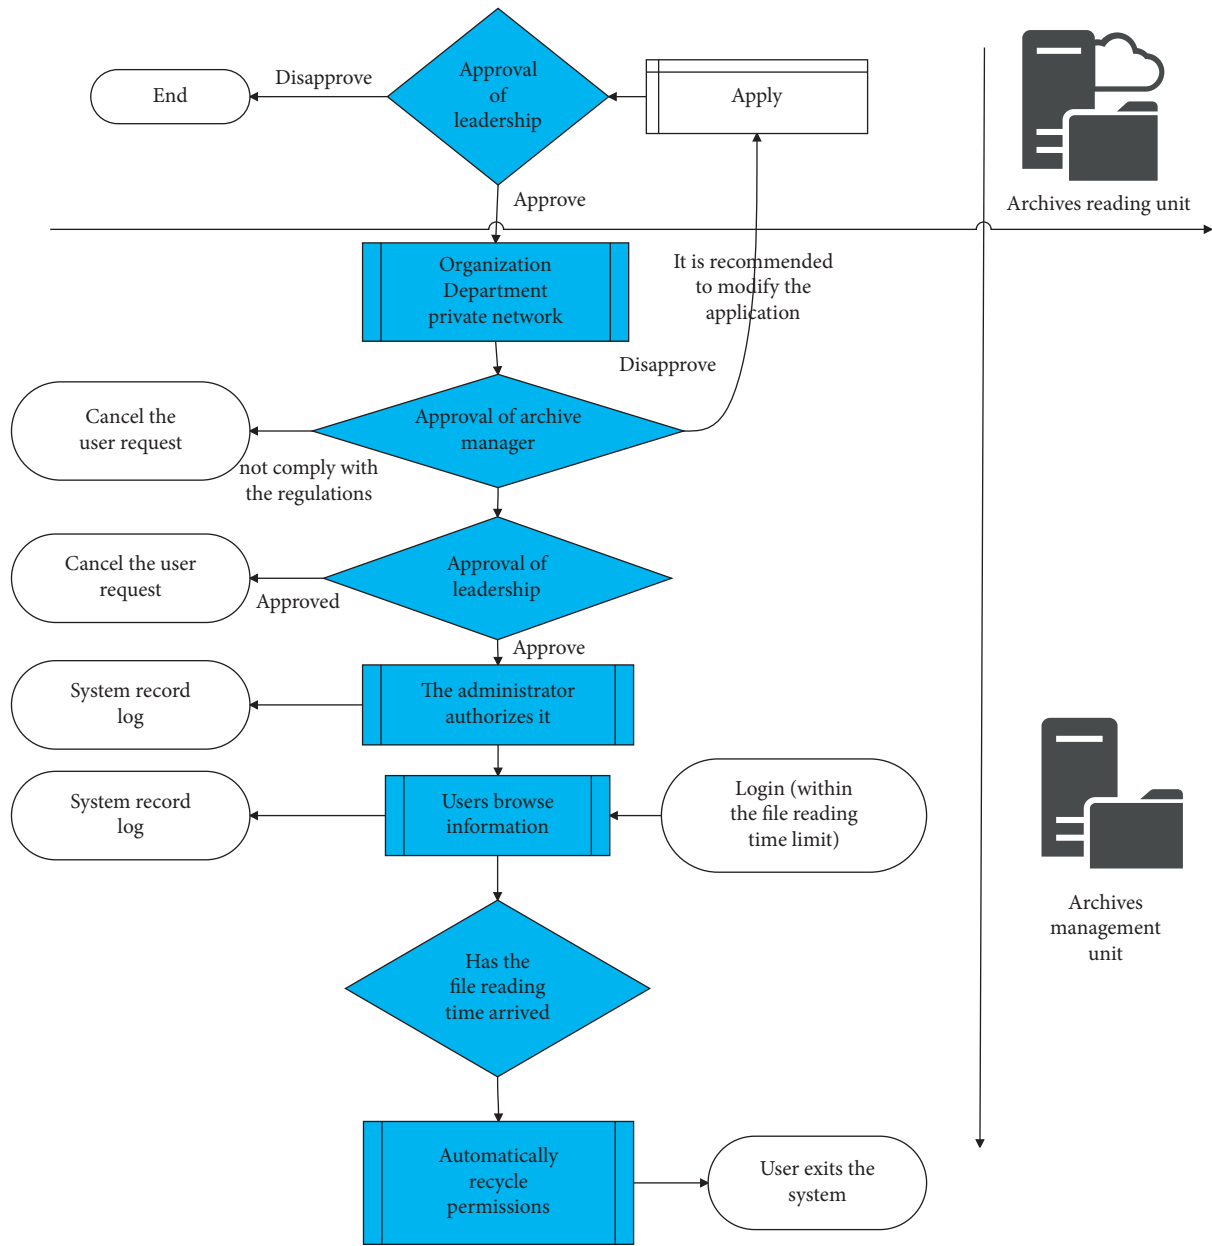 End
Disapprove
Approval
of
leadership
Apply
Archives reading unit
Approve
Organization
Department
private network
It is recommended
to modify the
application
Disapprove
Cancel the
user request
Approval of archive
manager
not comply with
the regulations
Cancel the user
request
Approval of
leadership
Approved
Approve
System record
log
The administrator
authorizes it
System record
log
Users browse
information
Login (within
the file reading
time limit)
Archives
management
unit
Has the
file reading
time arrived
Automatically
recycle
permissions
User exits the
system